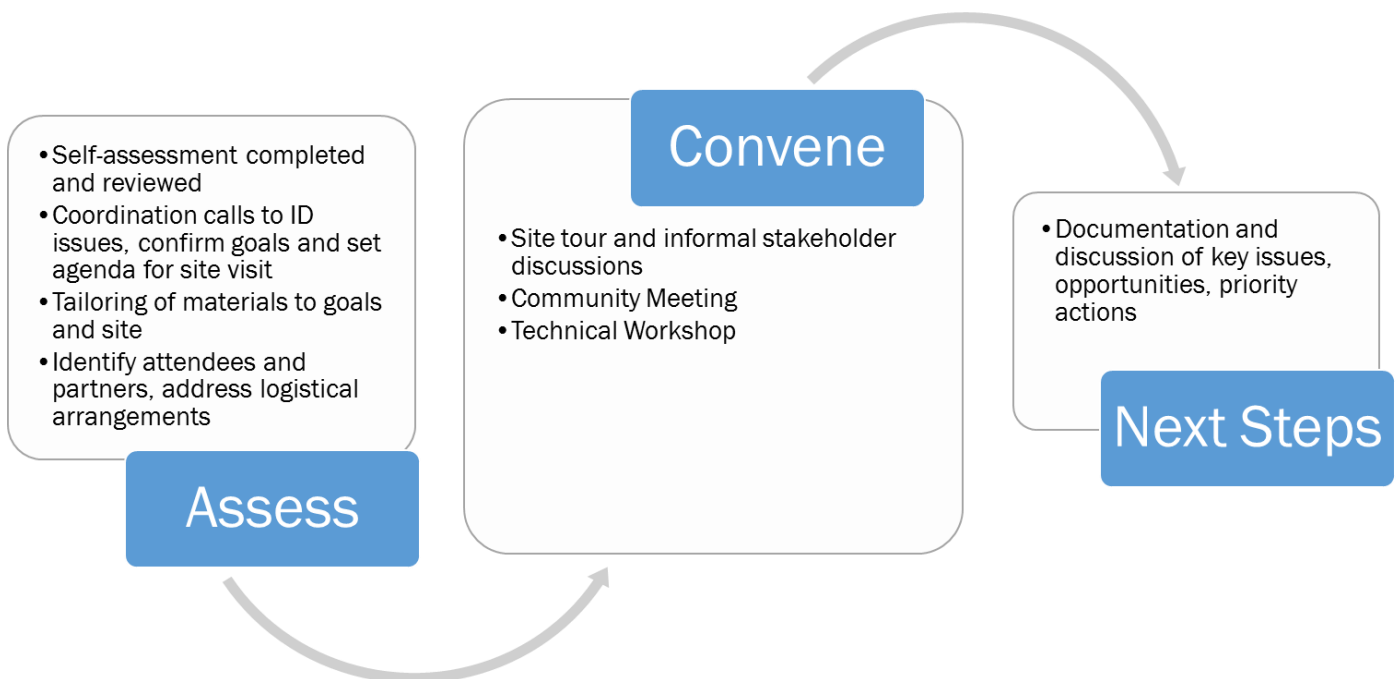 •Self-assessment completed
and reviewed
•Coordination calls to ID
issues, confirm goals and set
agenda for site visit
•Tailoring of materials to goals
and site
•Identify attendees and
partners, address logistical
arrangements
Assess
Convene
•Site tour and informal stakeholder
discussions
•Community Meeting
•Technical Workshop
•Documentation and
discussion of key issues,
opportunities, priority
actions
Next Steps